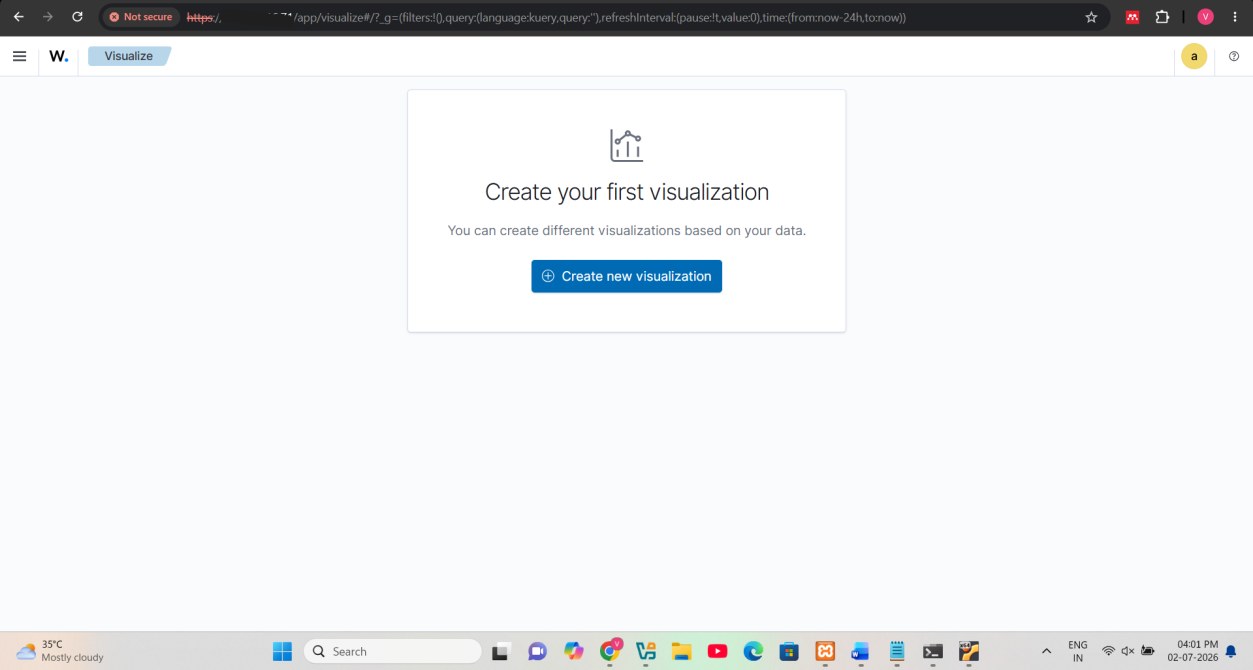 Not secure https:/ /app/visualize#/?_g=(filters:!(),query:(language:kuery,query:''),refreshInterval:(pause:!t,value:0),time:(from:now-24h,to:now))
V
W. Visualize
a
Create your first visualization
You can create different visualizations based on your data.
Create new visualization
35°C
Mostly cloudy
Search
V
ENG
IN
04:01 PM
02-07-2026